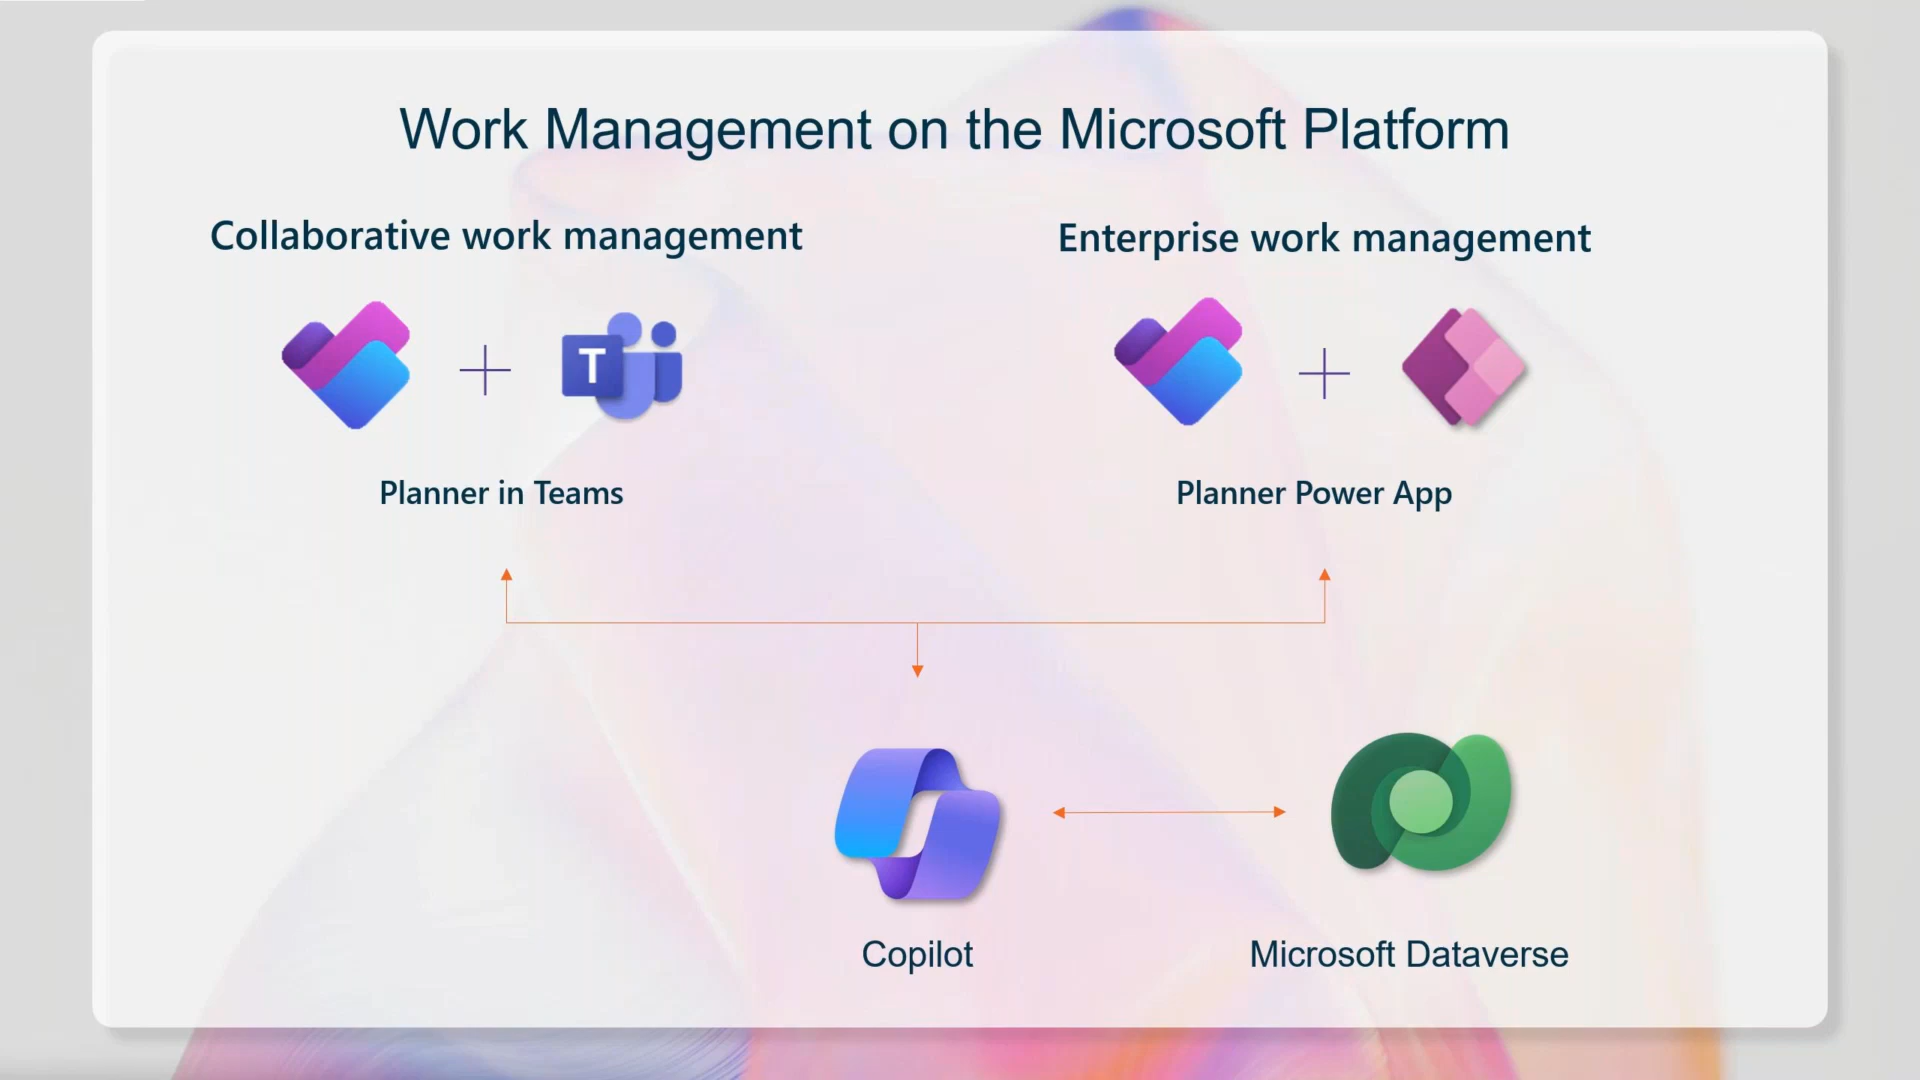 Work Management on the Microsoft Platform
Collaborative work management
Enterprise work management
T
Planner in Teams
Planner Power App
Copilot
Microsoft Dataverse